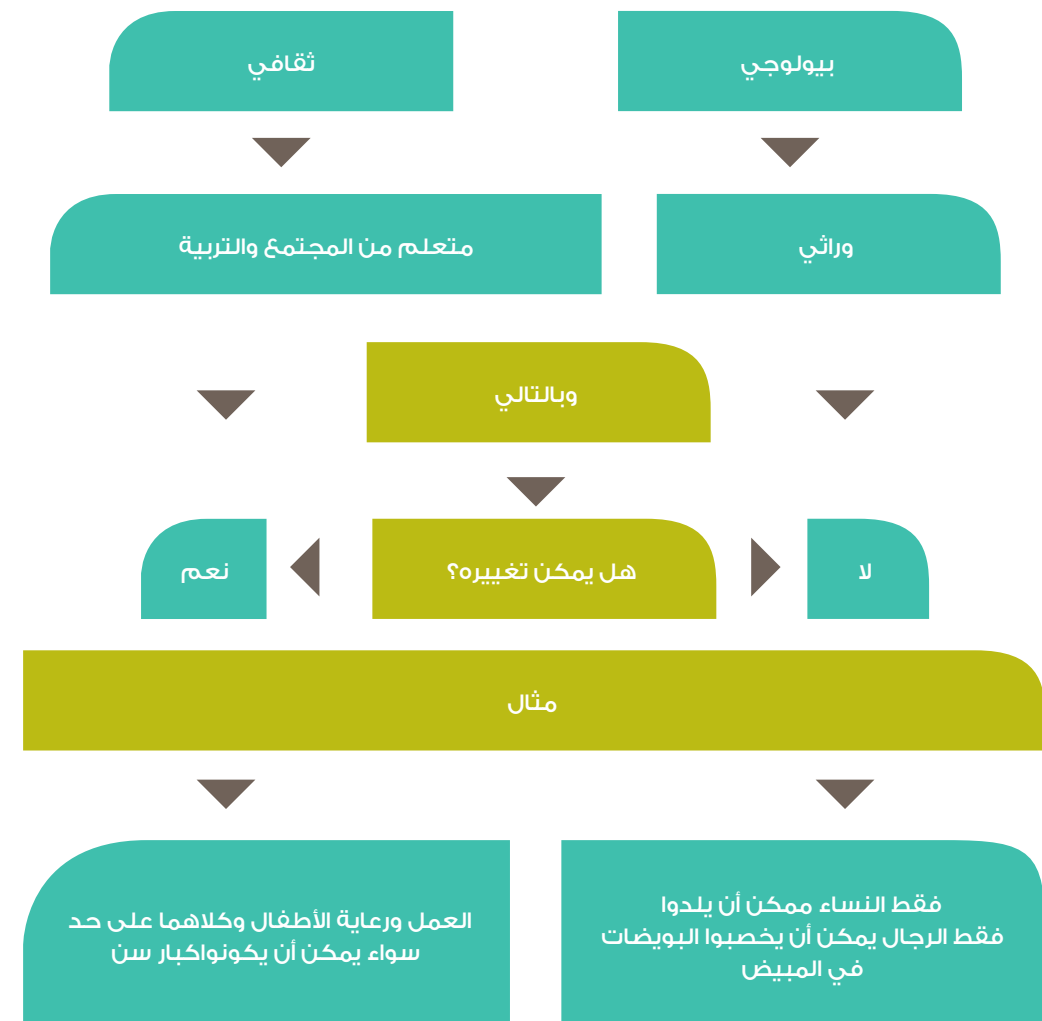 بيولوجي
ثقافي
وراثي
متعلم من المجتمع والتربية
وبالتالي
لا
هل يمكن تغييره؟
نعم
مثال
فقط النساء ممكن أن يلدوا
فقط الرجال يمكن أن يخصبوا البويضات
في المبيض
العمل ورعاية الأطفال وكلاهما على حد
سواء يمكن أن يكونواكبار سن